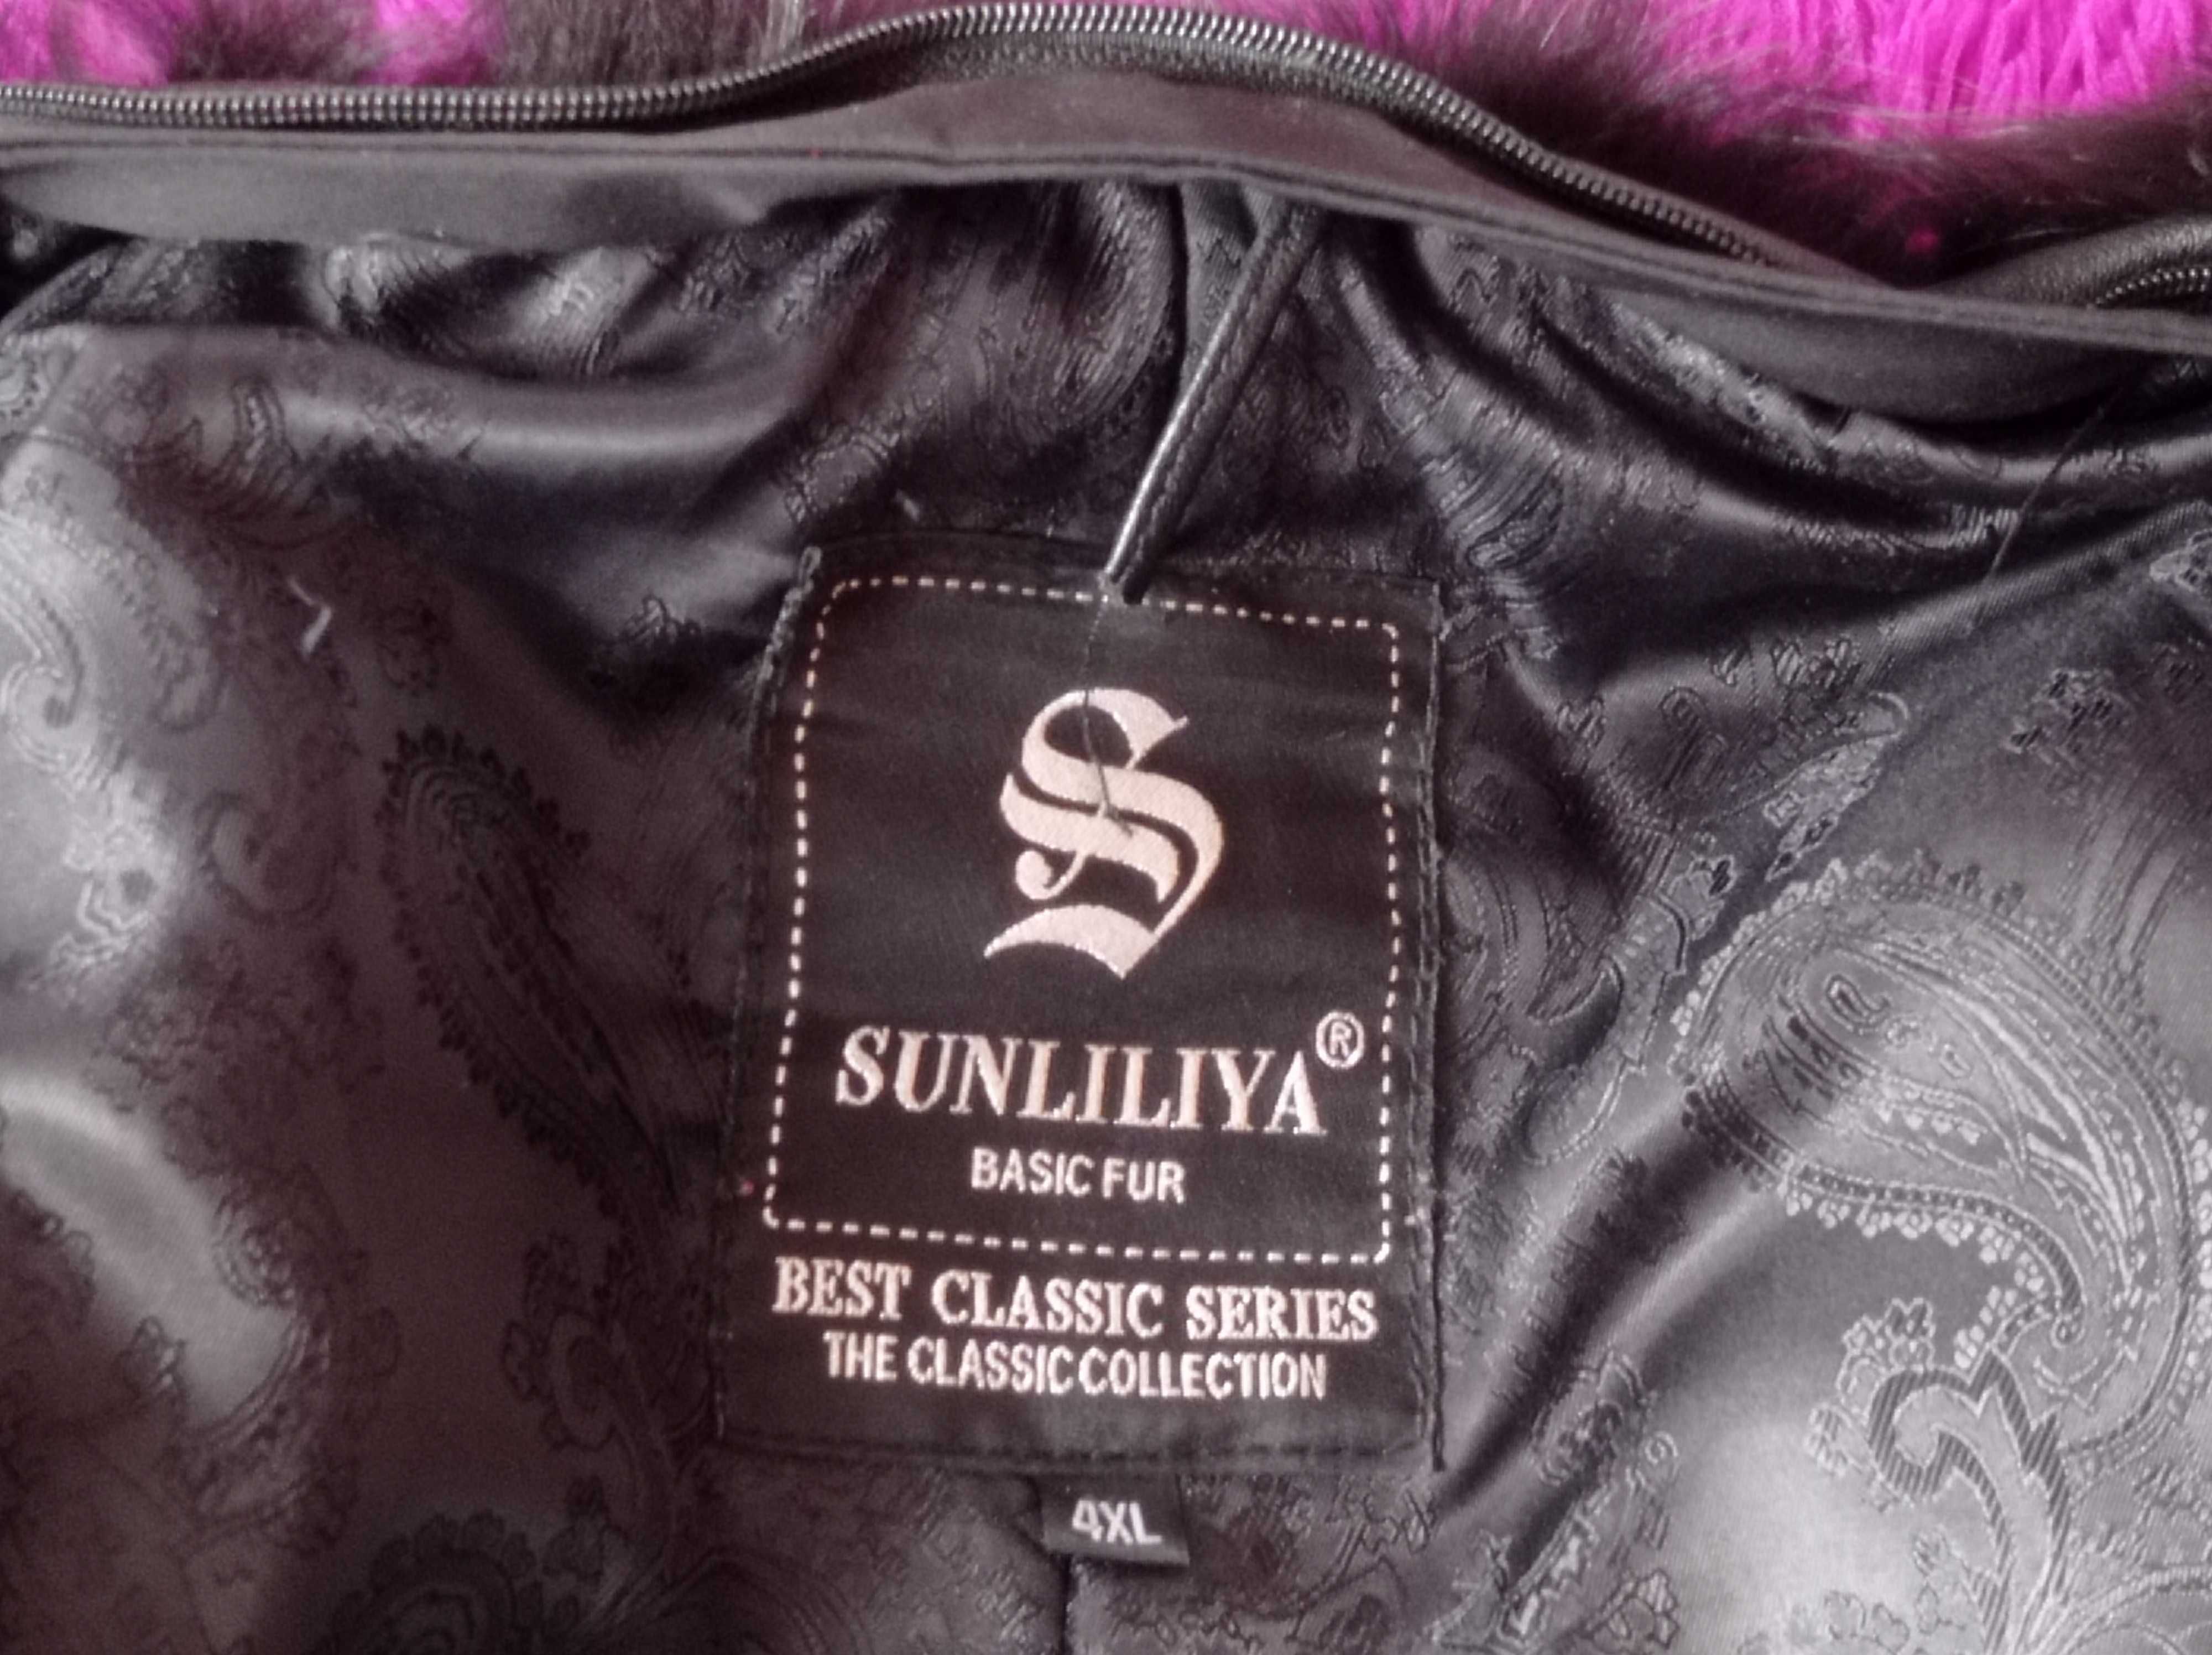 S
SUNLILIYA®
BASIC FUR
BEST CLASSIC SERIES
THE CLASSIC COLLECTION
4XL